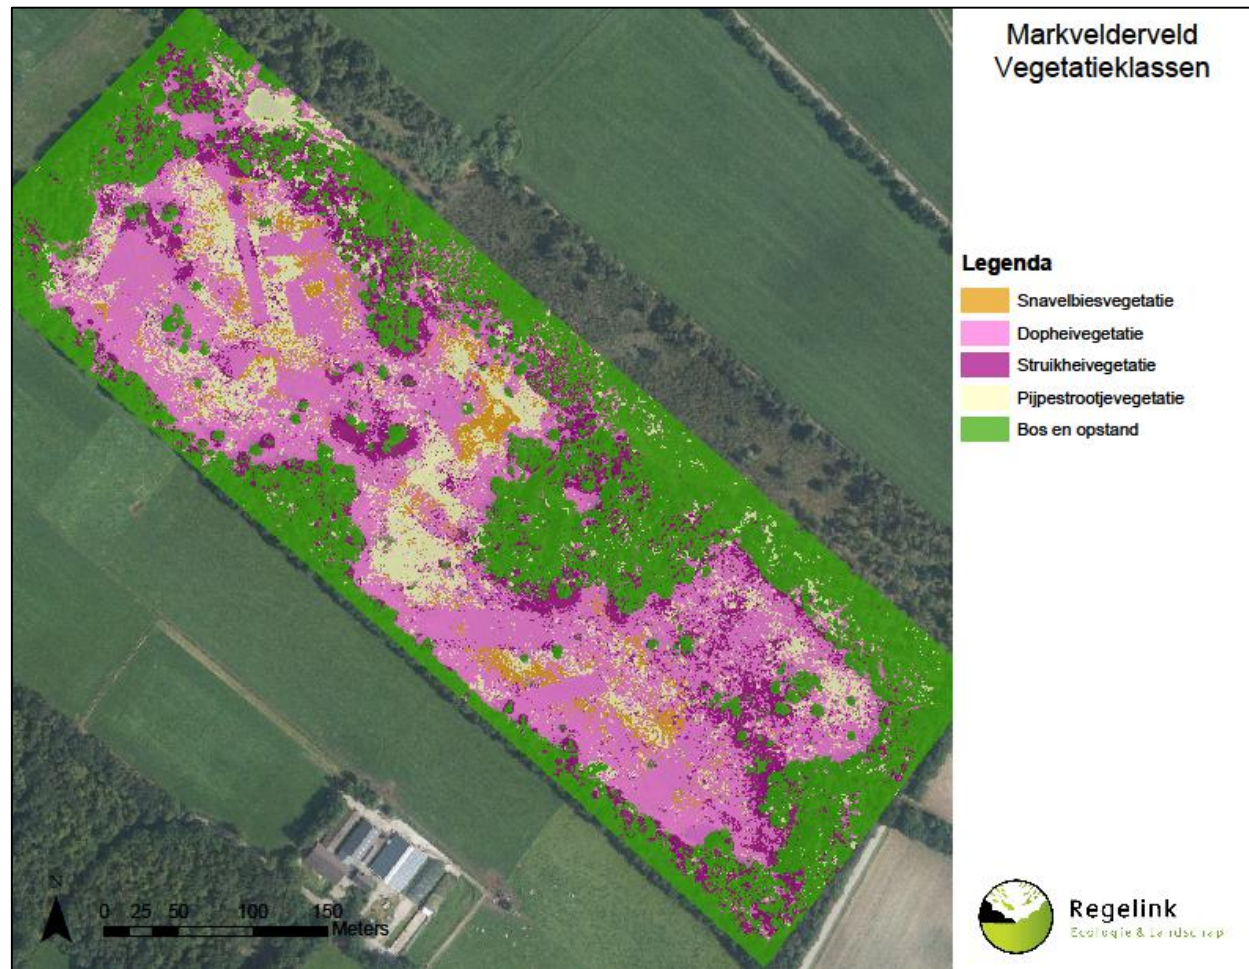 Markvelderveld
Vegetatieklassen
Legenda
Snavelbiesvegetatie
Dopheivegetatie
Struikheivegetatie
Pijpestrootjevegetatie
Bos en opstand
N
0 25 50 100 150
Meters
Regelink
Ecologie & Landschap